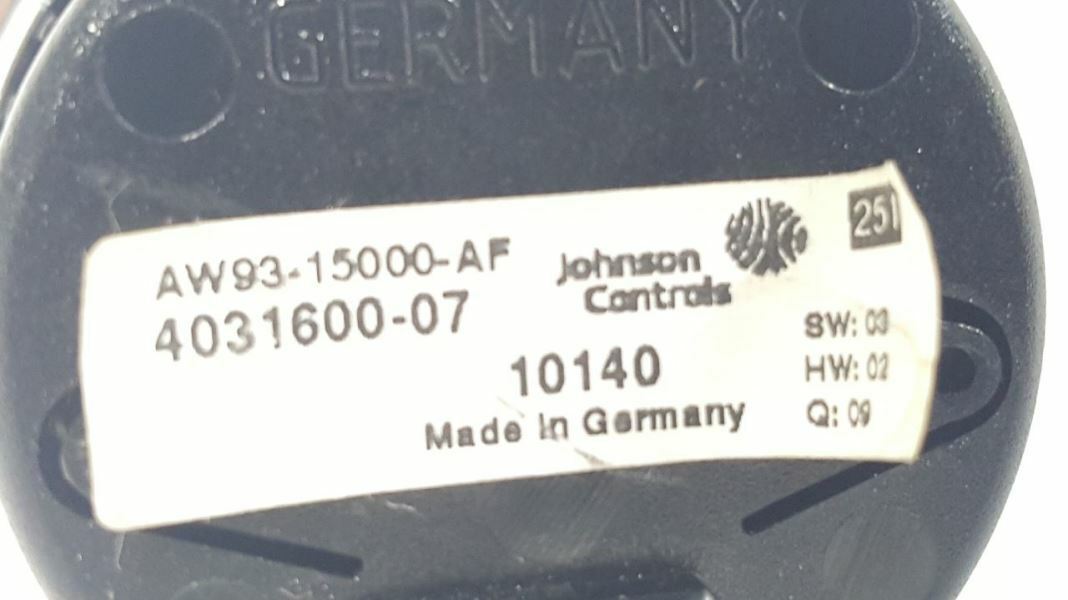 GERMANY
AW93-15000-AF
4031600-07
Johnson
Controls
251
10140
Made in Germany
SW: 03
HW: 02
Q: 09